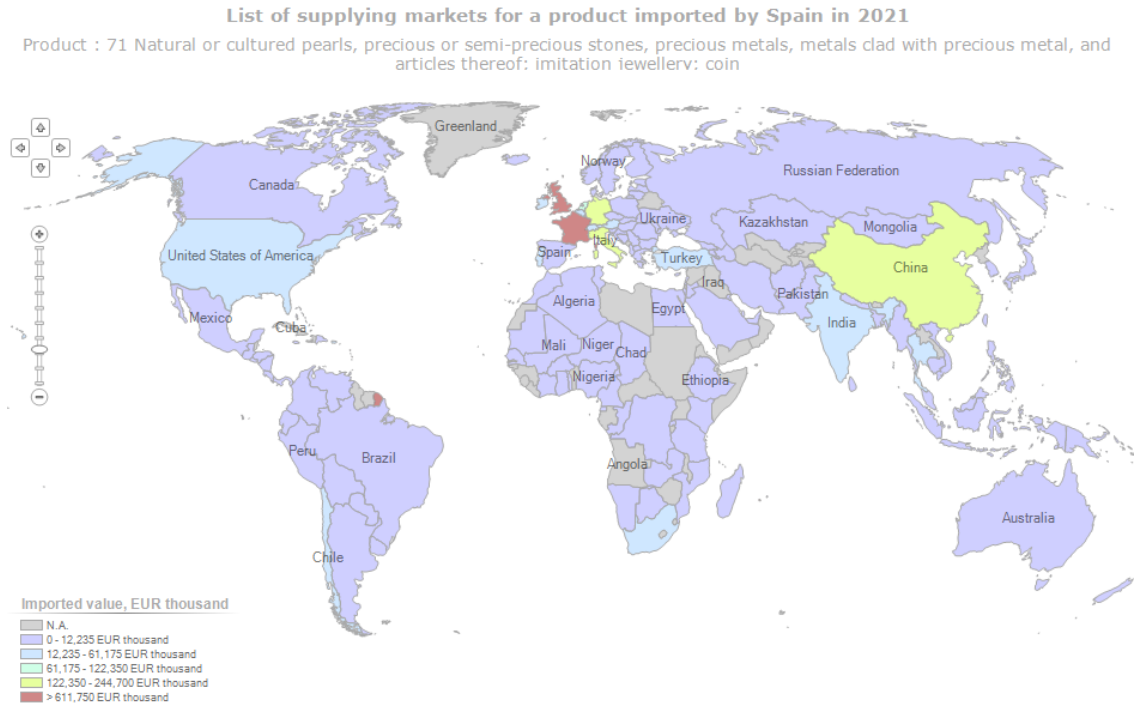 List of supplying markets for a product imported by Spain in 2021
Product : 71 Natural or cultured pearls, precious or semi-precious stones, precious metals, metals clad with precious metal, and
articles thereof; imitation jewellery; coin
Greenland
Norway
Canada
Russian Federation
Ukraine
Kazakhstan
Mongolia
Italy
Spain
United States of America
Turkey
China
Iraq
Algeria
Egypt
Pakistan
Mexico
India
Cuba
Mali
Niger
Chad
Nigeria
Ethiopia
Peru
Brazil
Angola
Australia
Chile
Imported value, EUR thousand
N.A.
0 - 12,235 EUR thousand
12,235 - 61,175 EUR thousand
61,175 - 122,350 EUR thousand
122,350 - 244,700 EUR thousand
> 611,750 EUR thousand